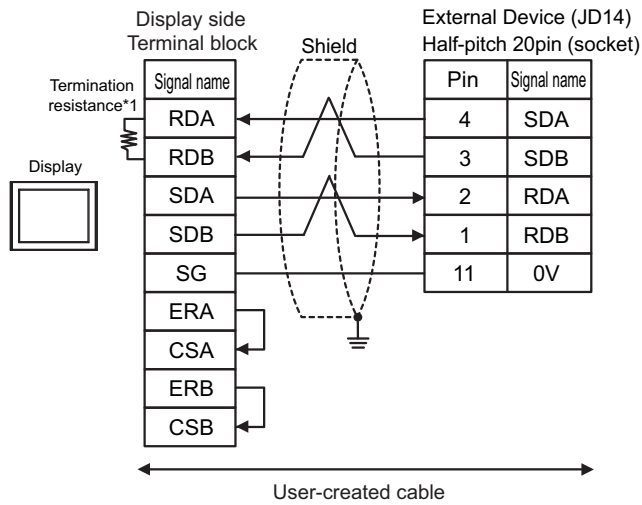 Display side
Terminal block
Shield
External Device (JD14)
Half-pitch 20pin (socket)
Termination
resistance*1
Display
Signal name
Pin Signal name
RDA 4 SDA
RDB 3 SDB
SDA 2 RDA
SDB 1 RDB
SG 11 0V
ERA
CSA
ERB
CSB
User-created cable